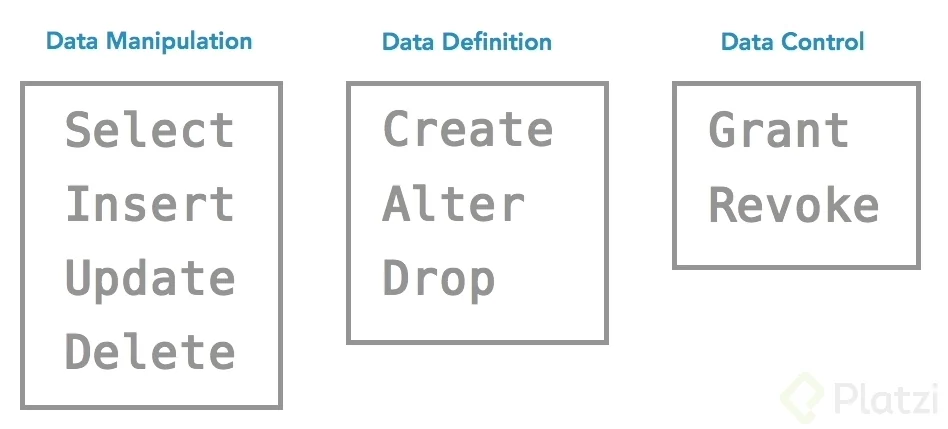 Data Manipulation
Select
Insert
Update
Delete
Data Definition
Create
Alter
Drop
Data Control
Grant
Revoke
Platzi